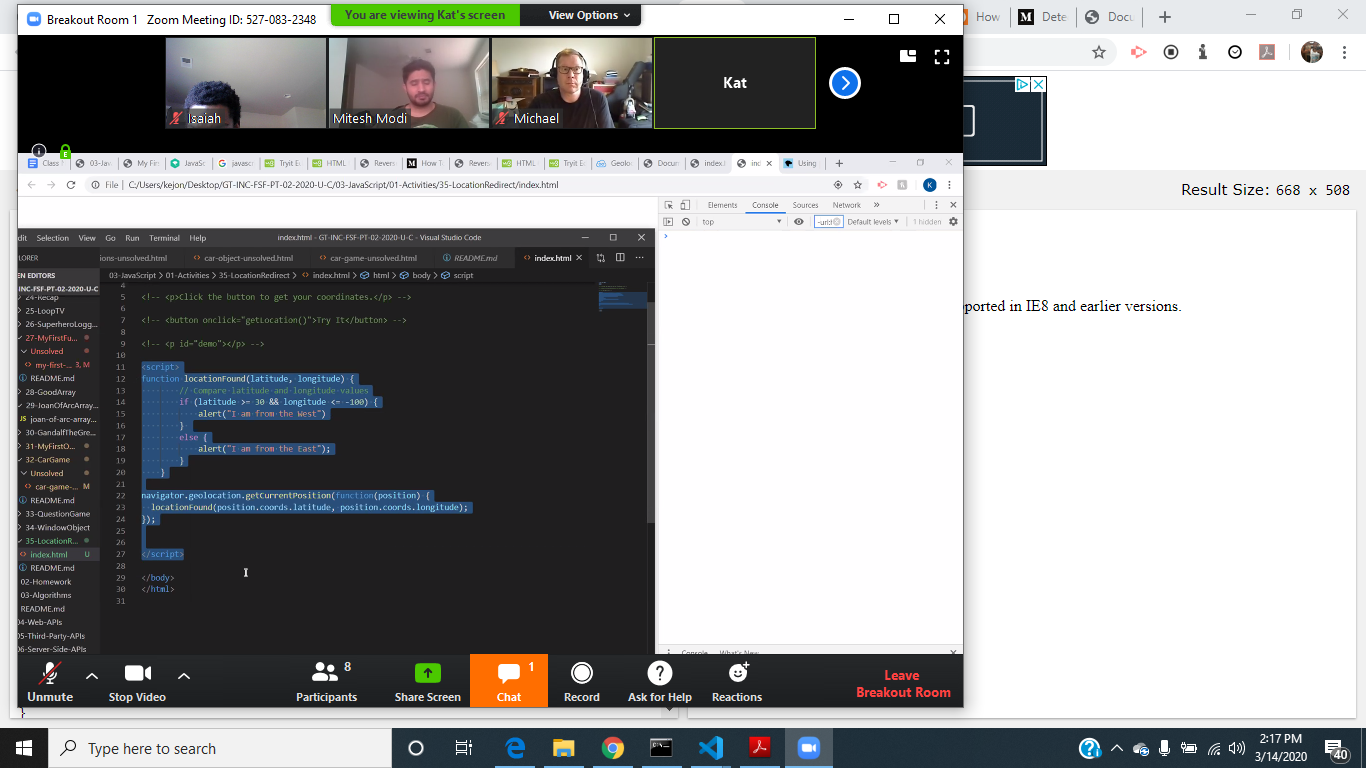 Breakout Room 1 Zoom Meeting ID: 527-083-2348
You are viewing Kat's screen
View Options
How
Dete
Docu
Isaiah
Mitesh Modi
Michael
Kat
Class
03-Jav
My Firs
JavaSc
javasc
Tryit Ec
HTML
Revers
How T
Revers
HTML
Tryit Ec
Geoloc
Docum
index.h
ind
Using
File | C:/Users/kejon/Desktop/GT-INC-FSF-PT-02-2020-U-C/03-JavaScript/01-Activities/35-LocationRedirect/index.html
K
Result Size: 668 x 508
Elements Console Sources Network »
top
-url:f
Default levels
1 hidden
dit Selection View Go Run Terminal Help
index.html - GT-INC-FSF-PT-02-2020-U-C - Visual Studio Code
LORER
ions-unsolved.html
car-object-unsolved.html
car-game-unsolved.html
README.md
index.html
EN EDITORS
INC-FSF-PT-02-2020-U-C
03-JavaScript > 01-Activities > 35-LocationRedirect > index.html > html > body > script
24-Recap
25-LoopTV
26-SuperheroLogg...
27-MyFirstFu...
Unsolved
my-first-... 3, M
README.md
28-GoodArray
29-JoanOfArcArray...
JS joan-of-arc-array...
30-GandalfTheGre...
31-MyFirstO...
32-CarGame
Unsolved
car-game-... M
README.md
33-QuestionGame
34-WindowObject
35-LocationR...
index.html U
README.md
02-Homework
03-Algorithms
README.md
04-Web-APIs
05-Third-Party-APIs
06-Server-Side-APIs
4
5 <!-- <p>Click the button to get your coordinates.</p> -->
6
7 <!-- <button onclick="getLocation()">Try It</button> -->
8
9 <!-- <p id="demo"></p> -->
10
11 <script>
12 function locationFound(latitude, longitude) {
13 // Compare latitude and longitude values
14 if (latitude >= 30 && longitude <= -100) {
15 alert("I am from the West")
16 }
17 else {
18 alert("I am from the East");
19 }
20 }
21
22 navigator.geolocation.getCurrentPosition(function(position) {
23 locationFound(position.coords.latitude, position.coords.longitude);
24 });
25
26
27 </script>
28
29 </body>
30 </html>
31
ported in IE8 and earlier versions.
Console What's New
Unmute
Stop Video
Participants 8
Share Screen
Chat 1
Record
Ask for Help
Reactions
Leave
Breakout Room
}
Type here to search
2:17 PM
3/14/2020
40